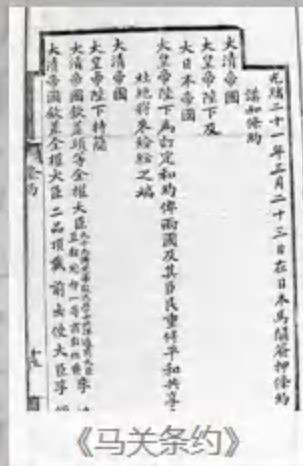 光緒二十一年三月二十三日在日本馬關簽押條約
講和條約
大清帝國
大皇帝陛下及
大日本帝國
大皇帝陛下爲訂定和約俾兩國及其臣民重修平和共享
杜絕將來紛紜之端
大清帝國
大皇帝陛下特簡
大清帝國欽差頭等全權大臣
李
大清帝國欽差全權大臣二品頂戴前出使大臣李
《马关条约》